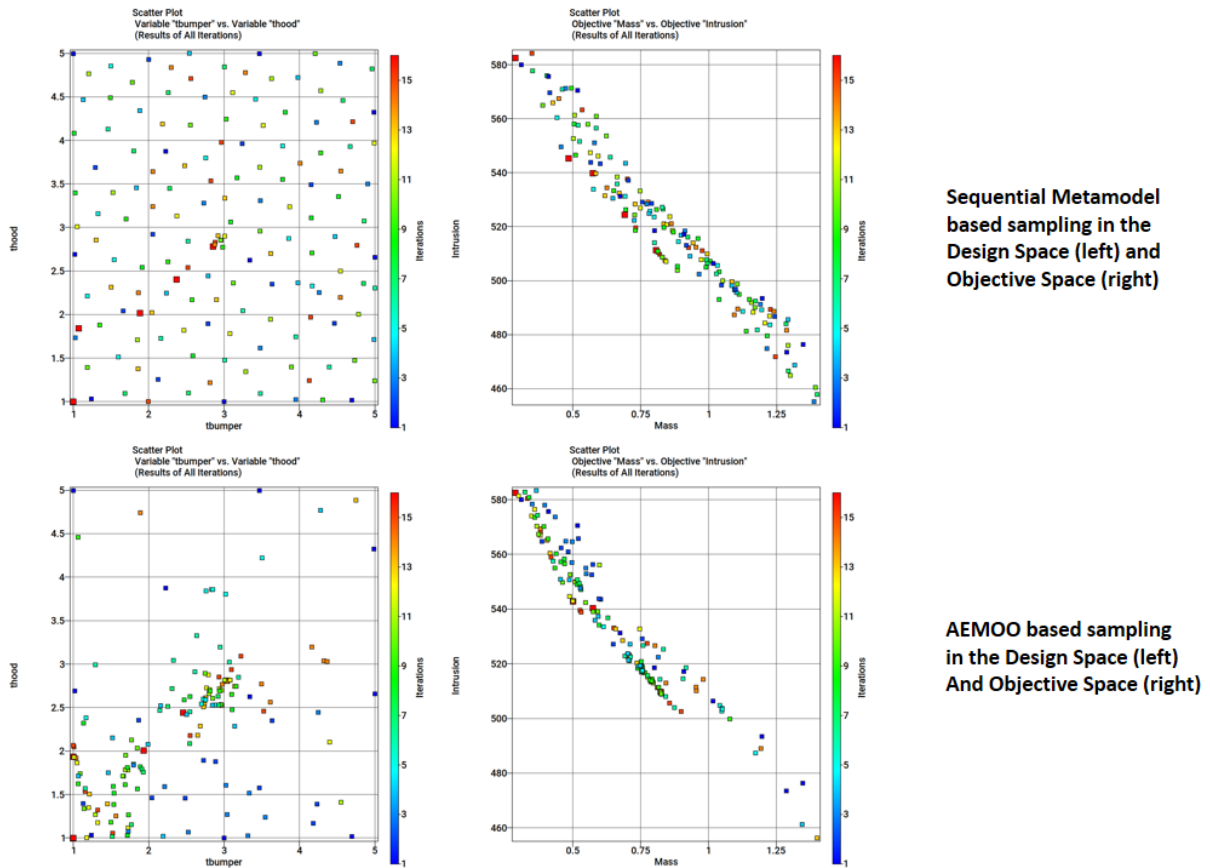 Scatter Plot
Variable "tbumper" vs. Variable "thood"
(Results of All Iterations)
thood
5
4.5
4
3.5
3
2.5
2
1.5
1
1
2
3
4
5
tbumper
15
13
11
9
7
5
3
1
Iterations
Scatter Plot
Objective "Mass" vs. Objective "Intrusion"
(Results of All Iterations)
Intrusion
580
560
540
520
500
480
460
0.5
0.75
1
1.25
Mass
15
13
11
9
7
5
3
1
Iterations
Sequential Metamodel
based sampling in the
Design Space (left) and
Objective Space (right)
Scatter Plot
Variable "tbumper" vs. Variable "thood"
(Results of All Iterations)
thood
5
4.5
4
3.5
3
2.5
2
1.5
1
1
2
3
4
5
tbumper
15
13
11
9
7
5
3
1
Iterations
Scatter Plot
Objective "Mass" vs. Objective "Intrusion"
(Results of All Iterations)
Intrusion
580
560
540
520
500
480
460
0.5
0.75
1
1.25
Mass
15
13
11
9
7
5
3
1
Iterations
AEMOO based sampling
in the Design Space (left)
And Objective Space (right)